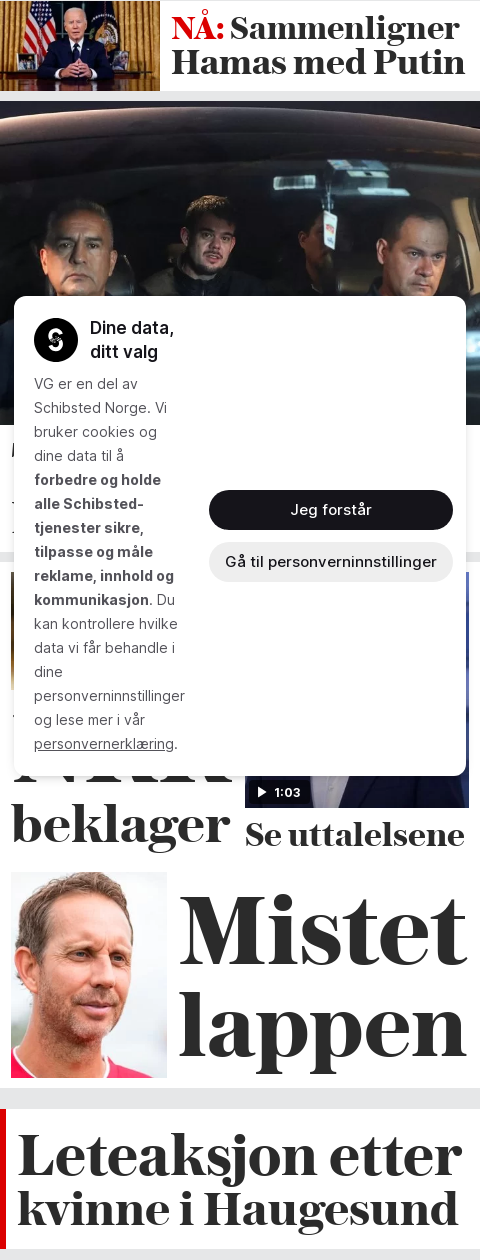 NÅ: Sammenligner
Hamas med Putin
Dine data,
ditt valg
VG er en del av
Schibsted Norge. Vi
bruker cookies og
dine data til å
forbedre og holde
alle Schibsted-
tjenester sikre,
tilpasse og måle
reklame, innhold og
kommunikasjon. Du
kan kontrollere hvilke
data vi får behandle i
dine
personverninnstillinger
og lese mer i vår
personvernerklæring.
Jeg forstår
Gå til personverninnstillinger
1:03
beklager
Se uttalelsene
Mistet
lappen
Leteaksjon etter
kvinne i Haugesund